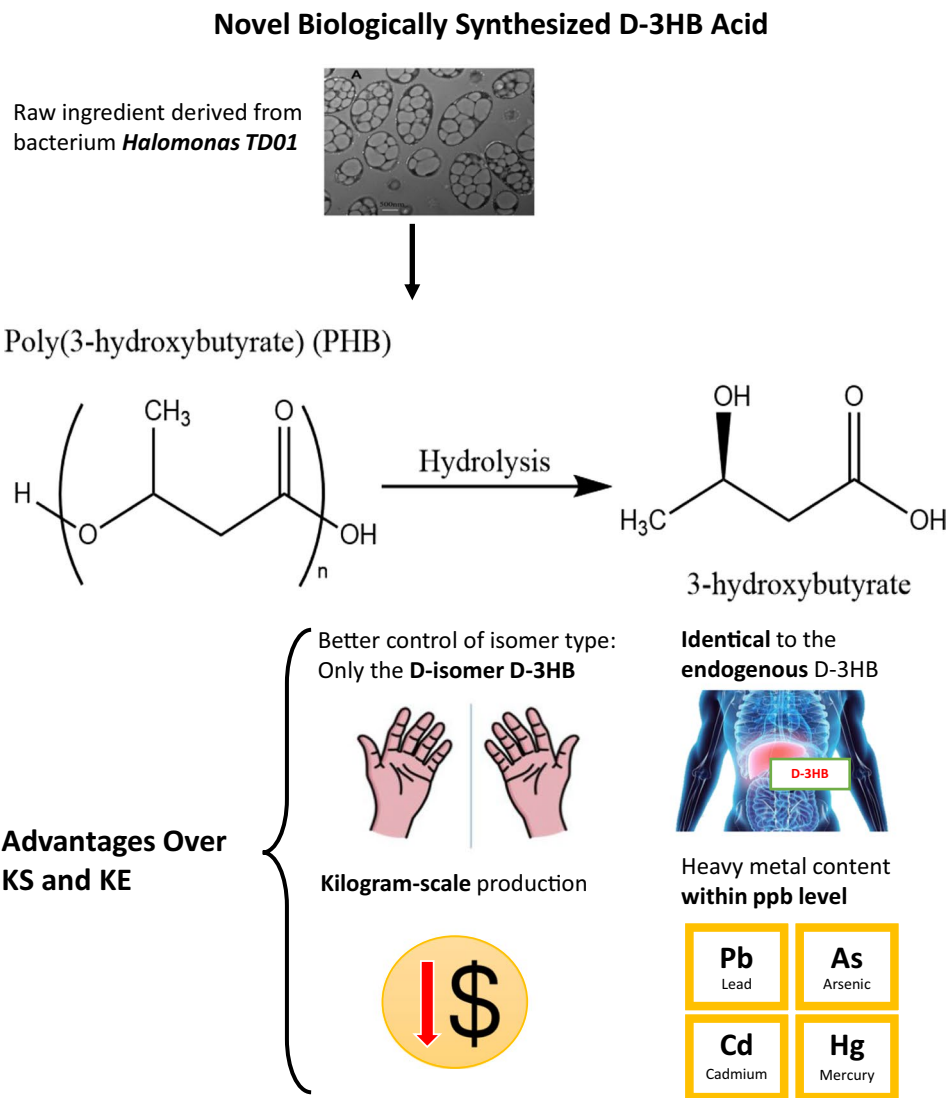 Novel Biologically Synthesized D-3HB Acid
Raw ingredient derived from
bacterium Halomonas TD01
A
500nm
Poly(3-hydroxybutyrate) (PHB)
CH₃
O
H
O
OH
n
Hydrolysis
OH
O
H₃C
OH
3-hydroxybutyrate
Advantages Over
KS and KE
Better control of isomer type:
Only the D-isomer D-3HB
Identical to the
endogenous D-3HB
D-3HB
Kilogram-scale production
$
Heavy metal content
within ppb level
Pb
Lead
As
Arsenic
Cd
Cadmium
Hg
Mercury